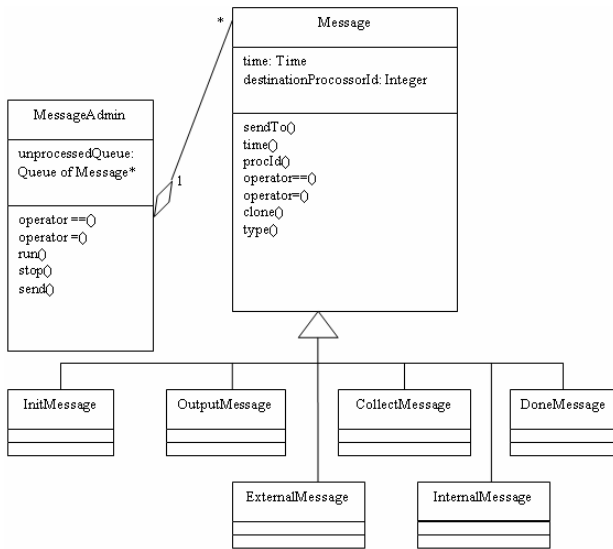 *
Message
time: Time
destinationProcossorId: Integer
sendTo()
time()
procId()
operator==()
operator=()
clone()
type()
MessageAdmin
unprocessedQueue:
Queue of Message*
operator ==()
operator =()
run()
stop()
send()
1
InitMessage
OutputMessage
CollectMessage
DoneMessage
ExternalMessage
InternalMessage